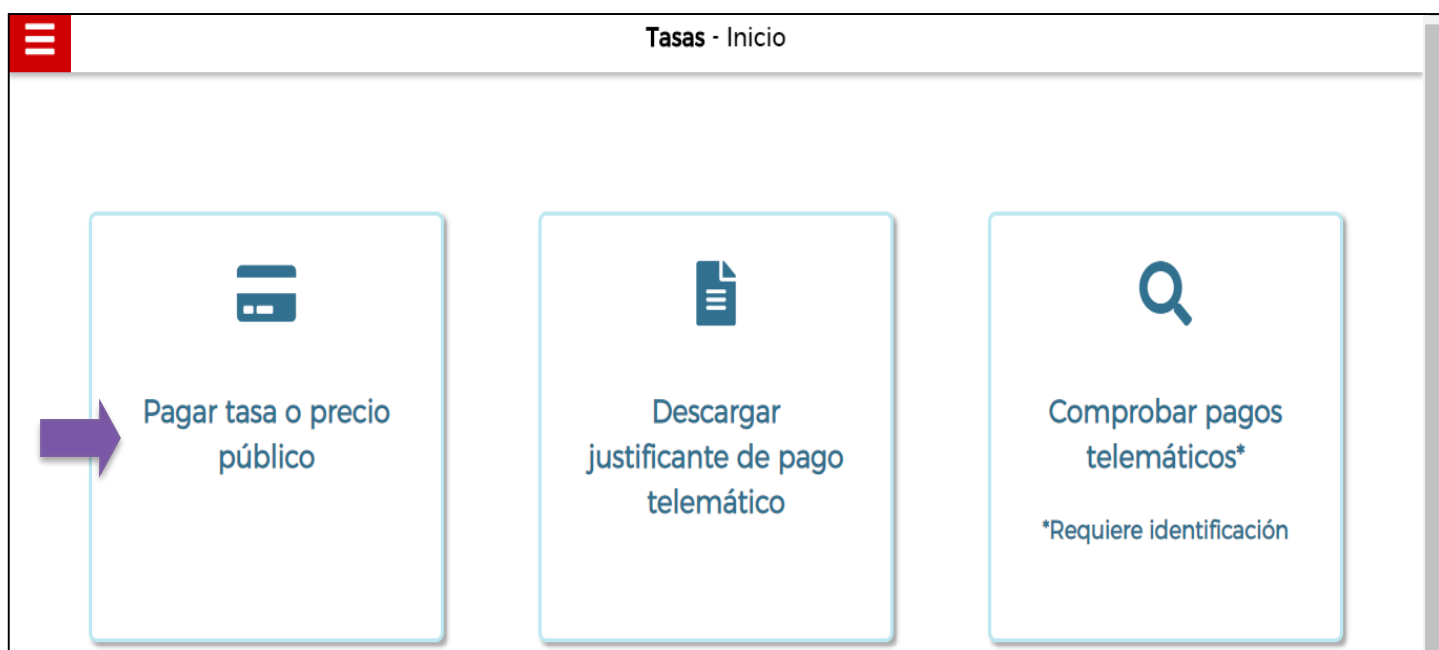 Tasas - Inicio
Pagar tasa o precio
público
Descargar
justificante de pago
telemático
Comprobar pagos
telemáticos*
*Requiere identificación